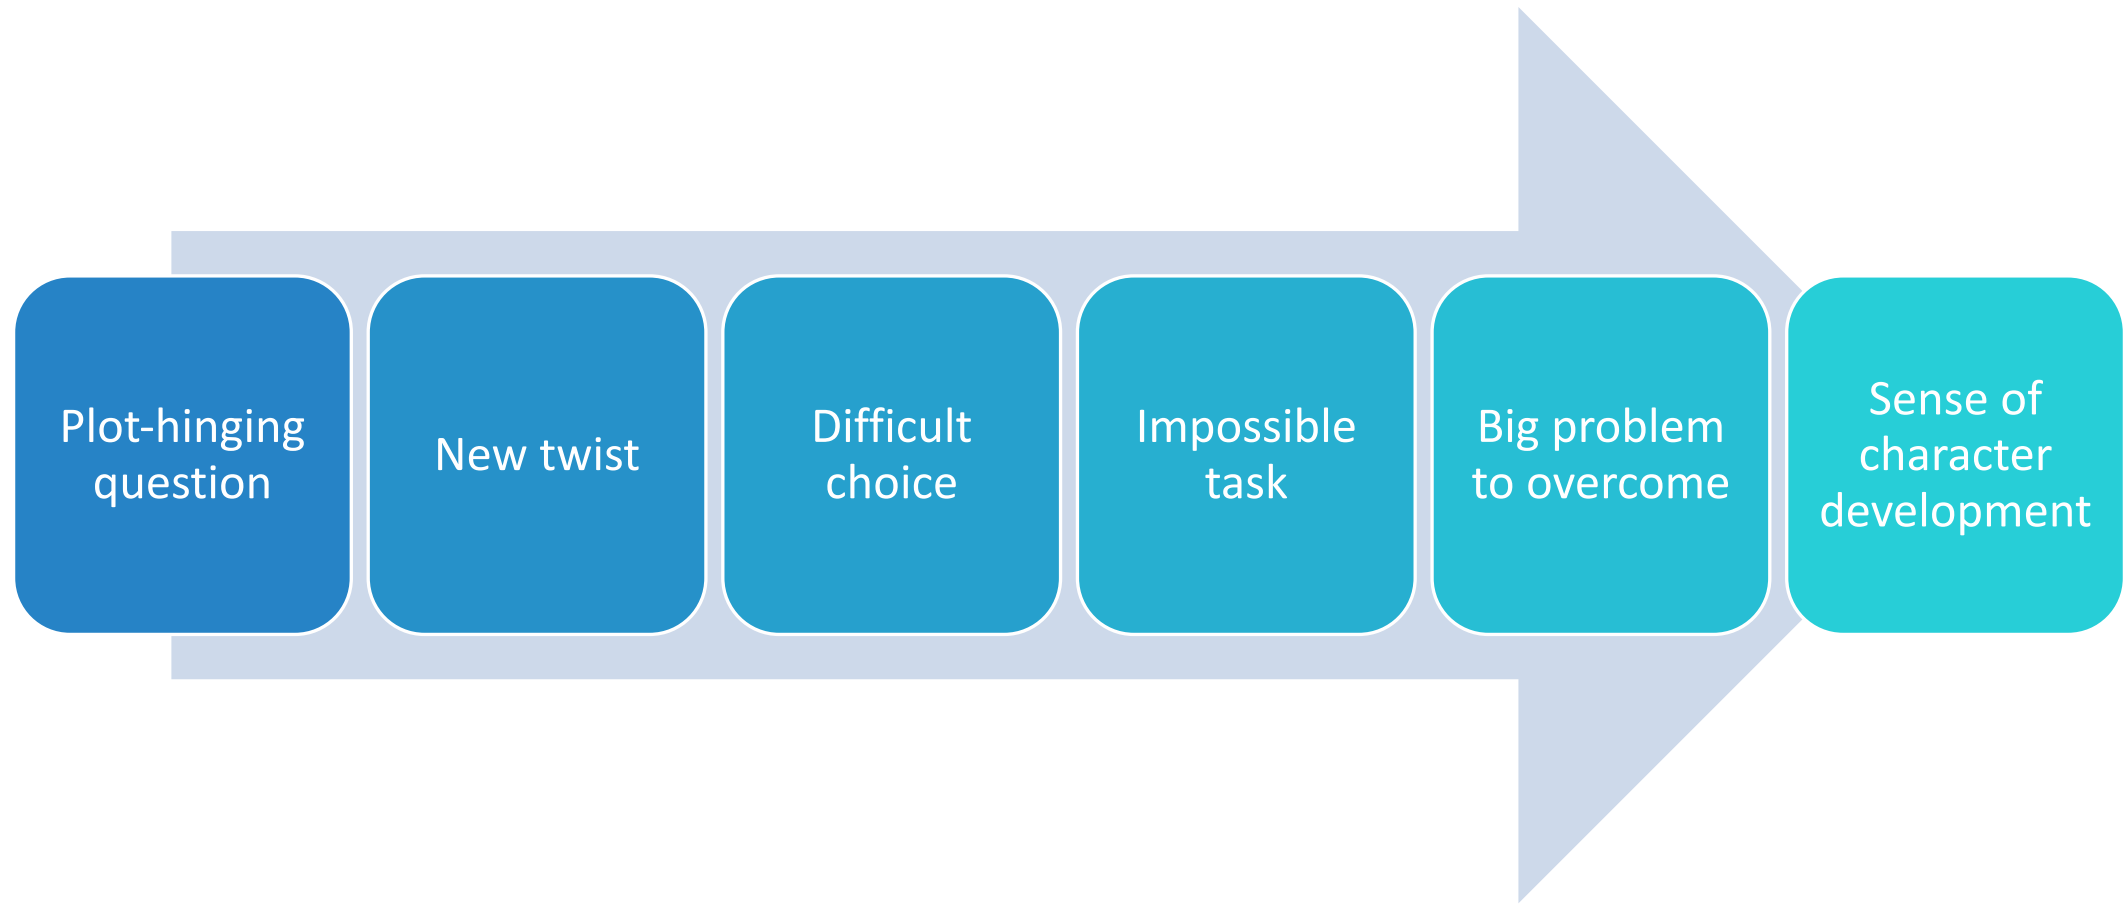 Plot-hinging
question
New twist
Difficult
choice
Impossible
task
Big problem
to overcome
Sense of
character
development